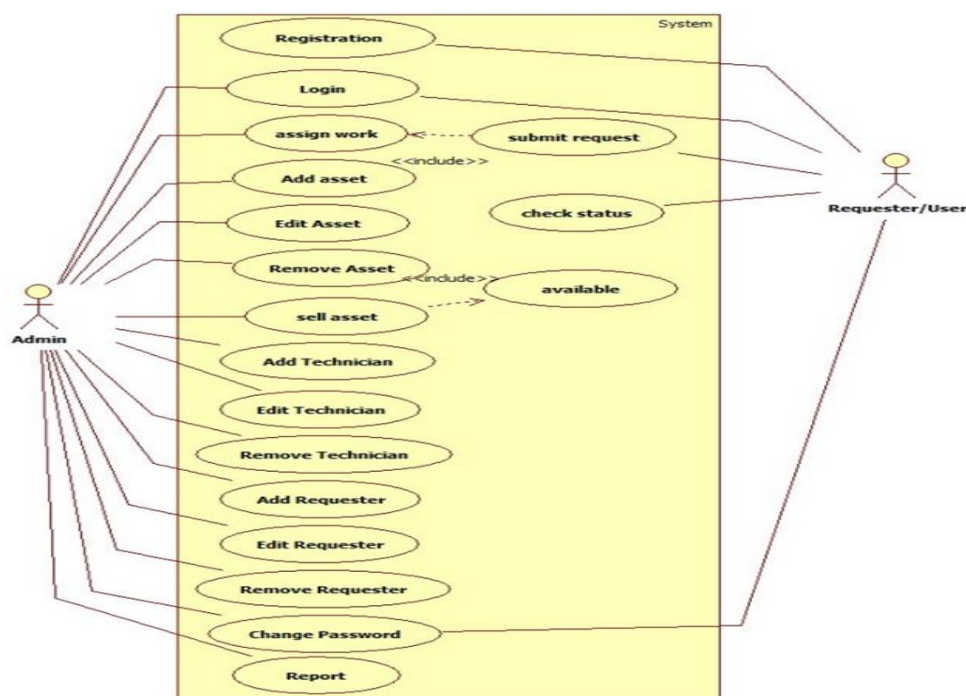 System
Registration
Login
assign work
submit request
<<include>>
Add asset
Requester/User
check status
Edit Asset
Remove Asset
<<include>>
available
sell asset
Admin
Add Technician
Edit Technician
Remove Technician
Add Requester
Edit Requester
Remove Requester
Change Password
Report